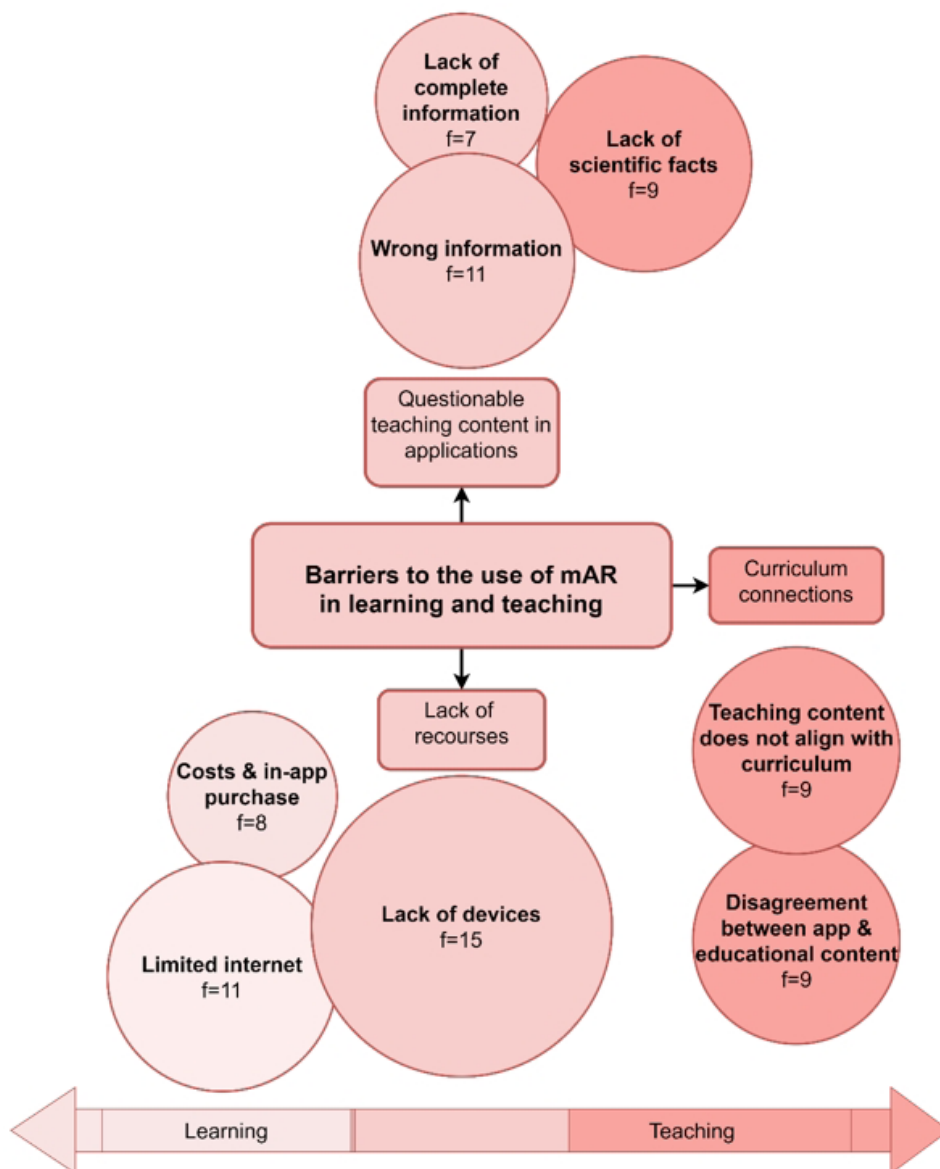 Lack of
complete
information
f=7
Lack of
scientific facts
f=9
Wrong information
f=11
Questionable
teaching content in
applications
Barriers to the use of mAR
in learning and teaching
Curriculum
connections
Lack of
recourses
Teaching content
does not align with
curriculum
f=9
Costs & in-app
purchase
f=8
Lack of devices
f=15
Disagreement
between app &
educational content
f=9
Limited internet
f=11
Learning
Teaching